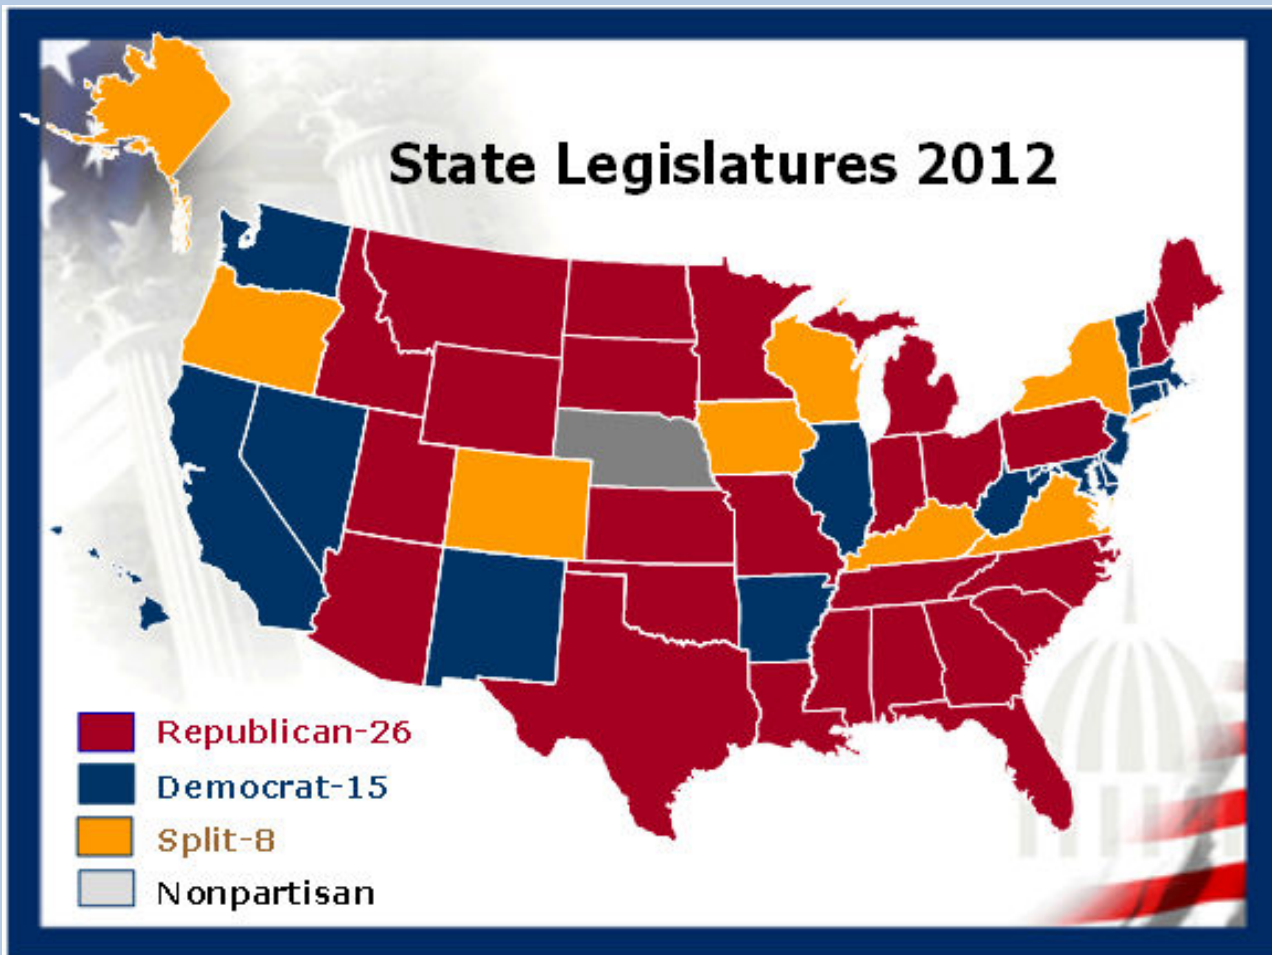 State Legislatures 2012
Republican-26
Democrat-15
Split-8
Nonpartisan